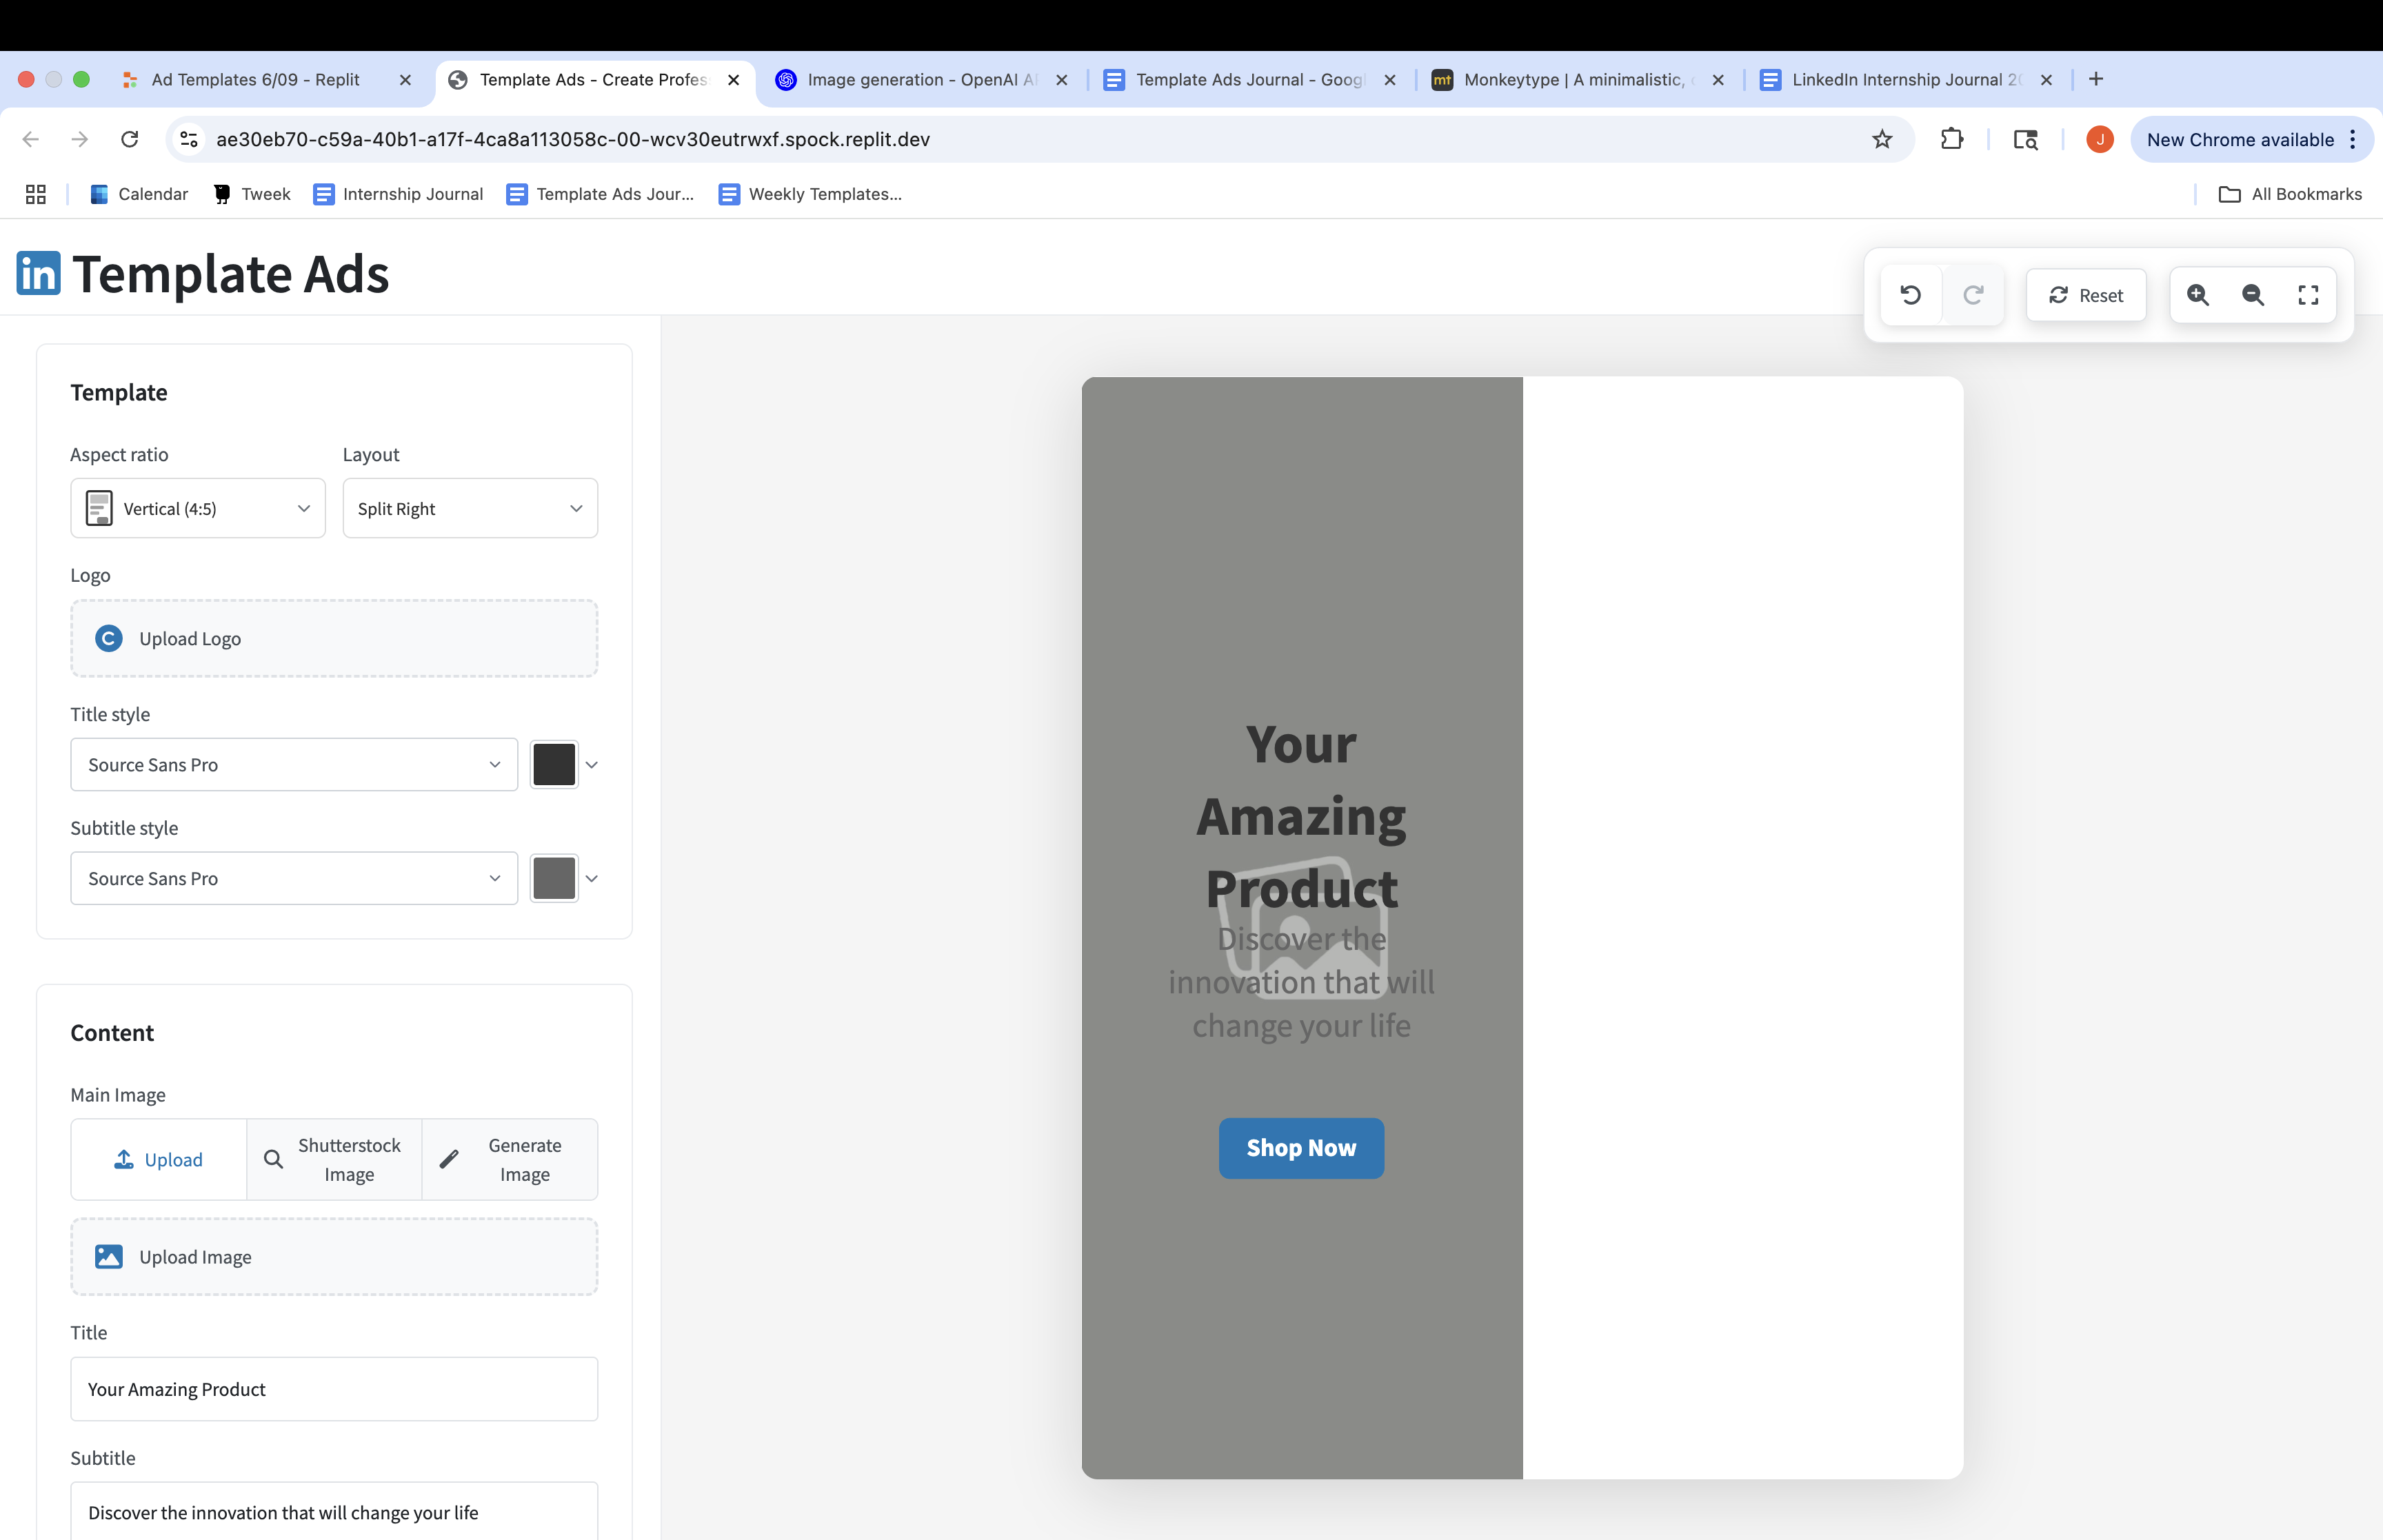 Ad Templates 6/09 - Replit
Template Ads - Create Profes
Image generation - OpenAI A
Template Ads Journal - Goog
mt
Monkeytype | A minimalistic,
LinkedIn Internship Journal 2
ae30eb70-c59a-40b1-a17f-4ca8a113058c-00-wcv30eutrwxf.spock.replit.dev
J
New Chrome available
Calendar
Tweek
Internship Journal
Template Ads Jour...
Weekly Templates...
All Bookmarks
in Template Ads
Reset
Template
Aspect ratio
Layout
Vertical (4:5)
Split Right
Logo
C
Upload Logo
Title style
Source Sans Pro
Subtitle style
Source Sans Pro
Content
Main Image
Upload
Shutterstock
Image
Generate
Image
Upload Image
Title
Your Amazing Product
Subtitle
Discover the innovation that will change your life
Your
Amazing
Product
Discover the
innovation that will
change your life
Shop Now